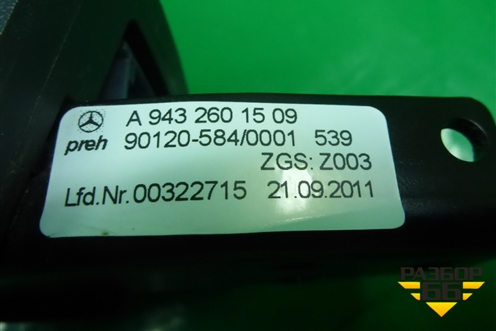 A 943 260 15 09
preh 90120-584/0001 539
ZGS: Z003
Lfd.Nr. 00322715 21.09.2011
РАЗБОР
66